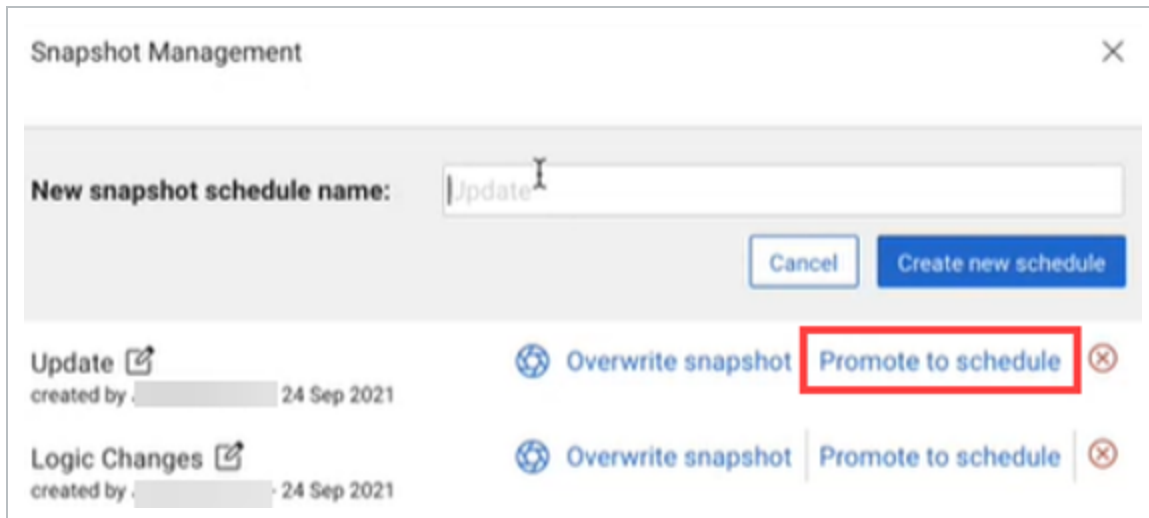 Snapshot Management
New snapshot schedule name: Update
Cancel Create new schedule
Update Overwrite snapshot Promote to schedule
created by 24 Sep 2021
Logic Changes Overwrite snapshot Promote to schedule
created by 24 Sep 2021